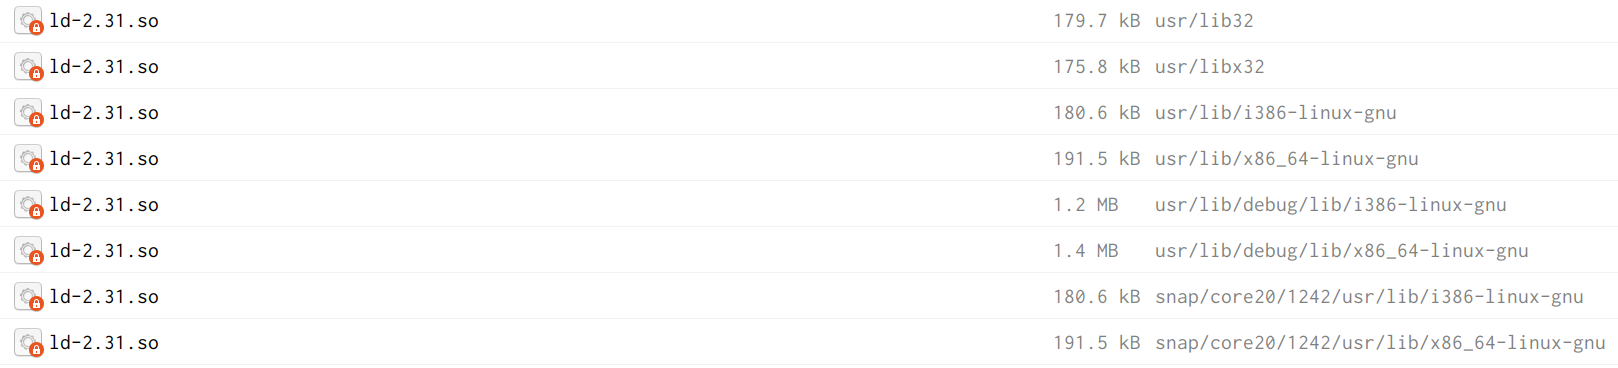 ld-2.31.so 179.7 kB usr/lib32
ld-2.31.so 175.8 kB usr/libx32
ld-2.31.so 180.6 kB usr/lib/i386-linux-gnu
ld-2.31.so 191.5 kB usr/lib/x86_64-linux-gnu
ld-2.31.so 1.2 MB usr/lib/debug/lib/i386-linux-gnu
ld-2.31.so 1.4 MB usr/lib/debug/lib/x86_64-linux-gnu
ld-2.31.so 180.6 kB snap/core20/1242/usr/lib/i386-linux-gnu
ld-2.31.so 191.5 kB snap/core20/1242/usr/lib/x86_64-linux-gnu